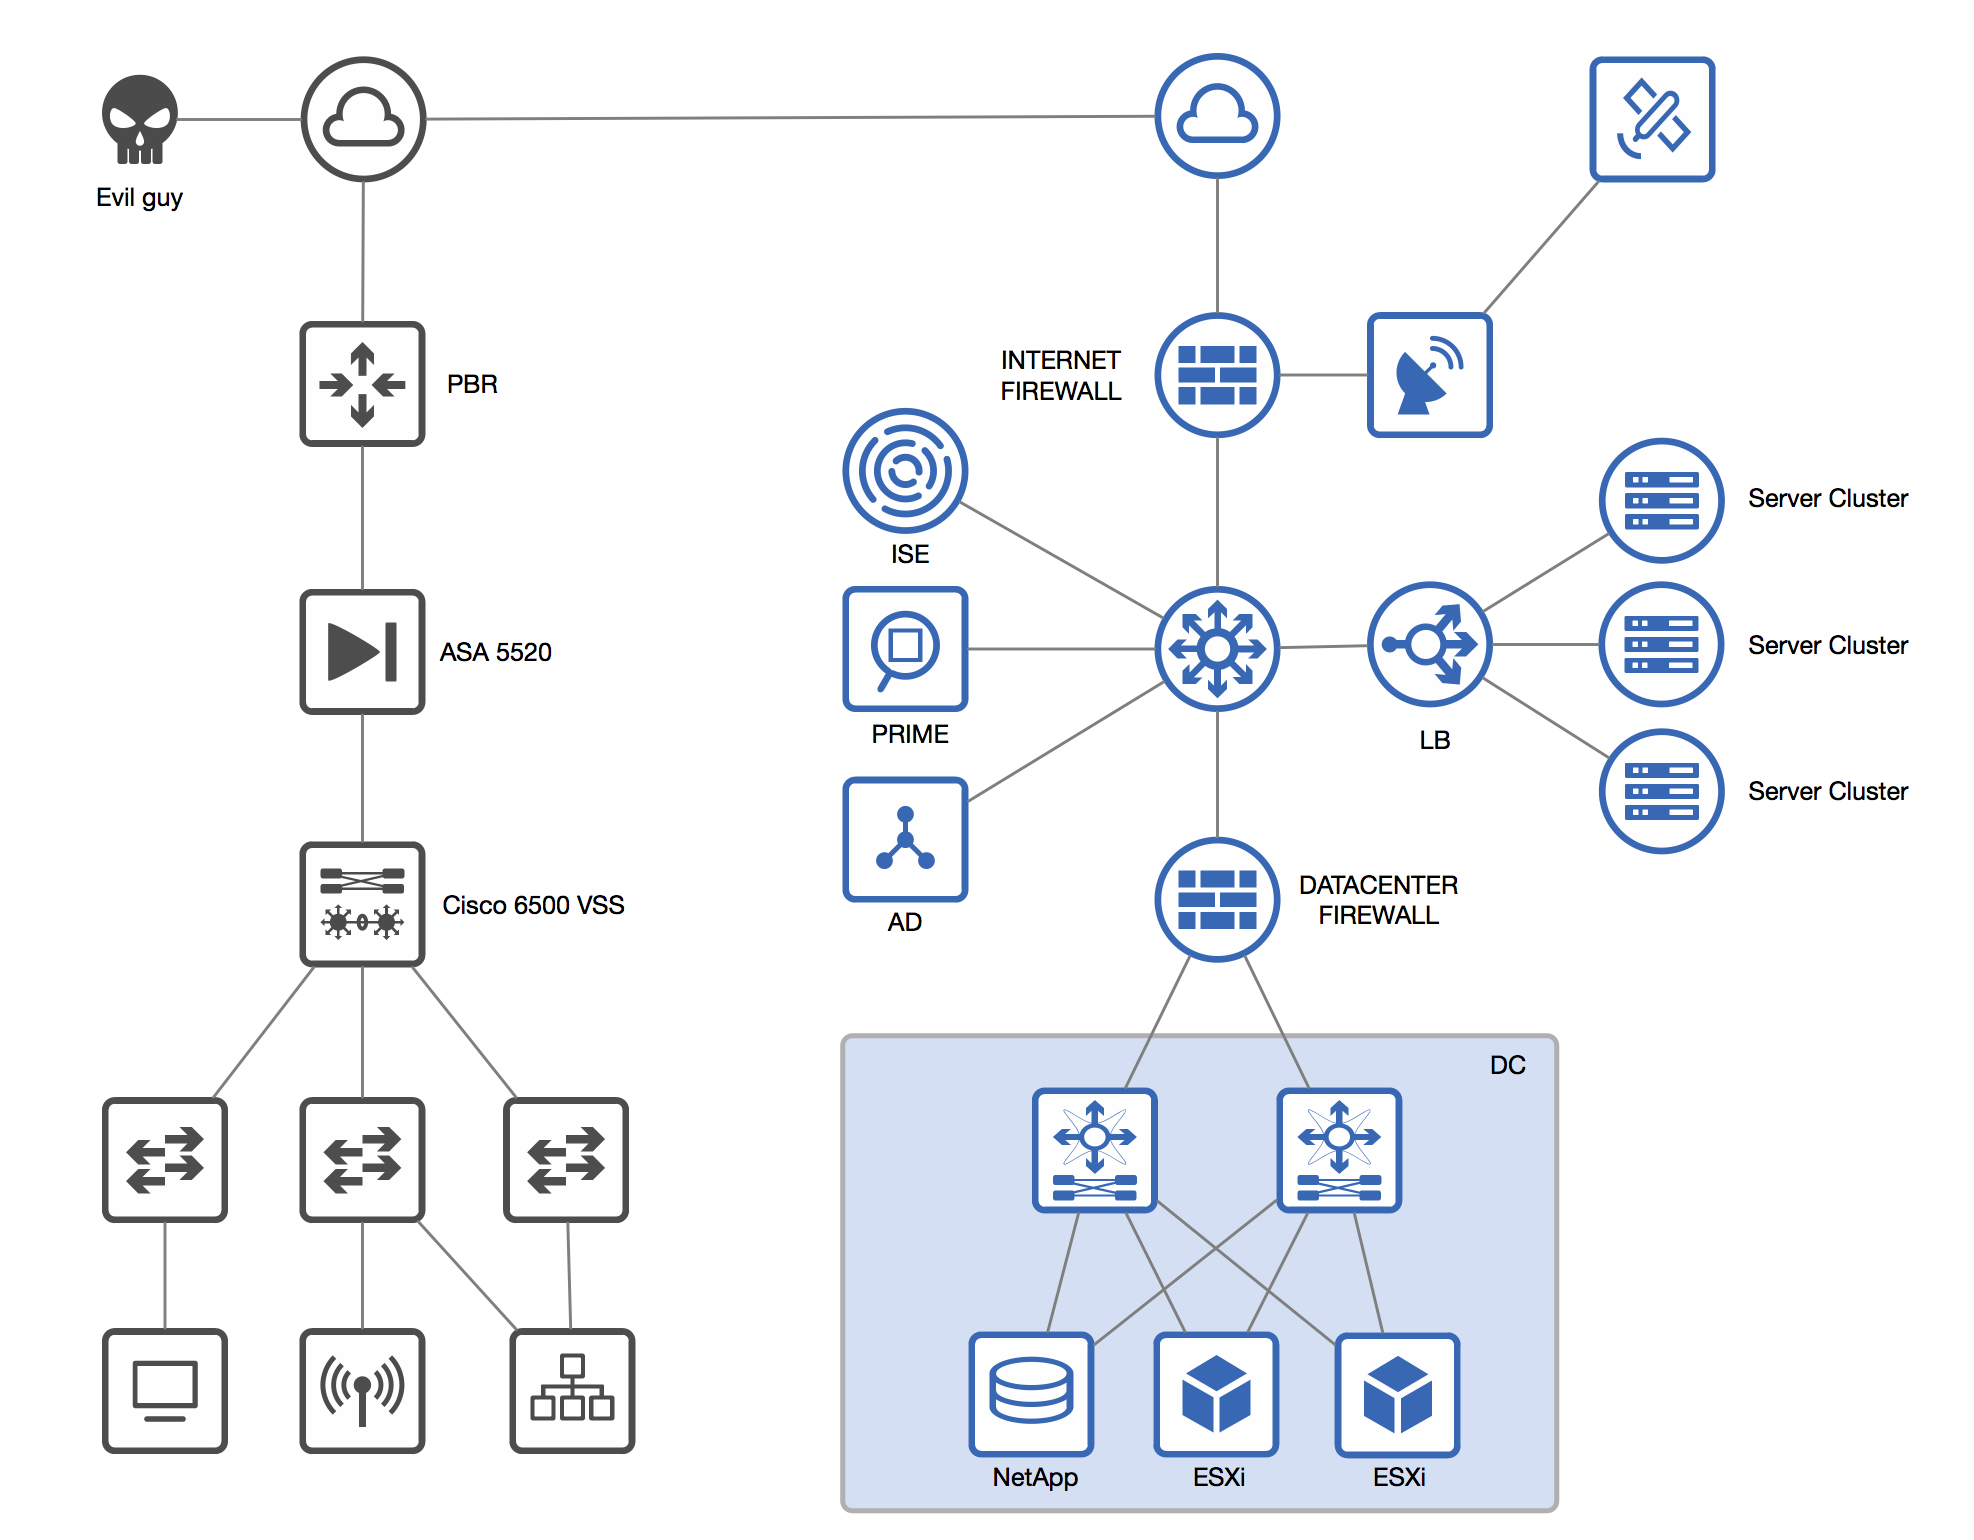 Evil guy
INTERNET
FIREWALL
PBR
Server Cluster
ISE
ASA 5520
Server Cluster
PRIME
LB
Server Cluster
DATACENTER
FIREWALL
Cisco 6500 VSS
AD
DC
NetApp
ESXi
ESXi